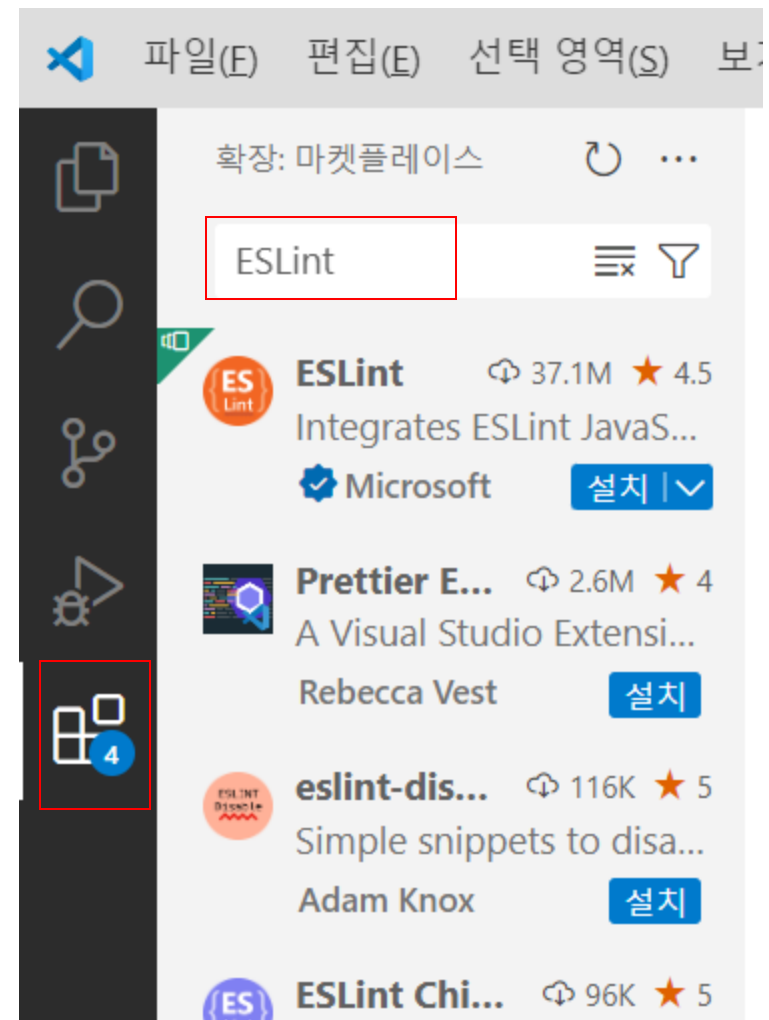 파일(F) 편집(E) 선택 영역(S)
확장: 마켓플레이스
ESLint
ES Lint
ESLint 37.1M 4.5
Integrates ESLint JavaS...
Microsoft 설치
Prettier E... 2.6M 4
A Visual Studio Extensi...
Rebecca Vest 설치
4
ESLINT
Disable
eslint-dis... 116K 5
Simple snippets to disa...
Adam Knox 설치
ES
ESLint Chi... 96K 5